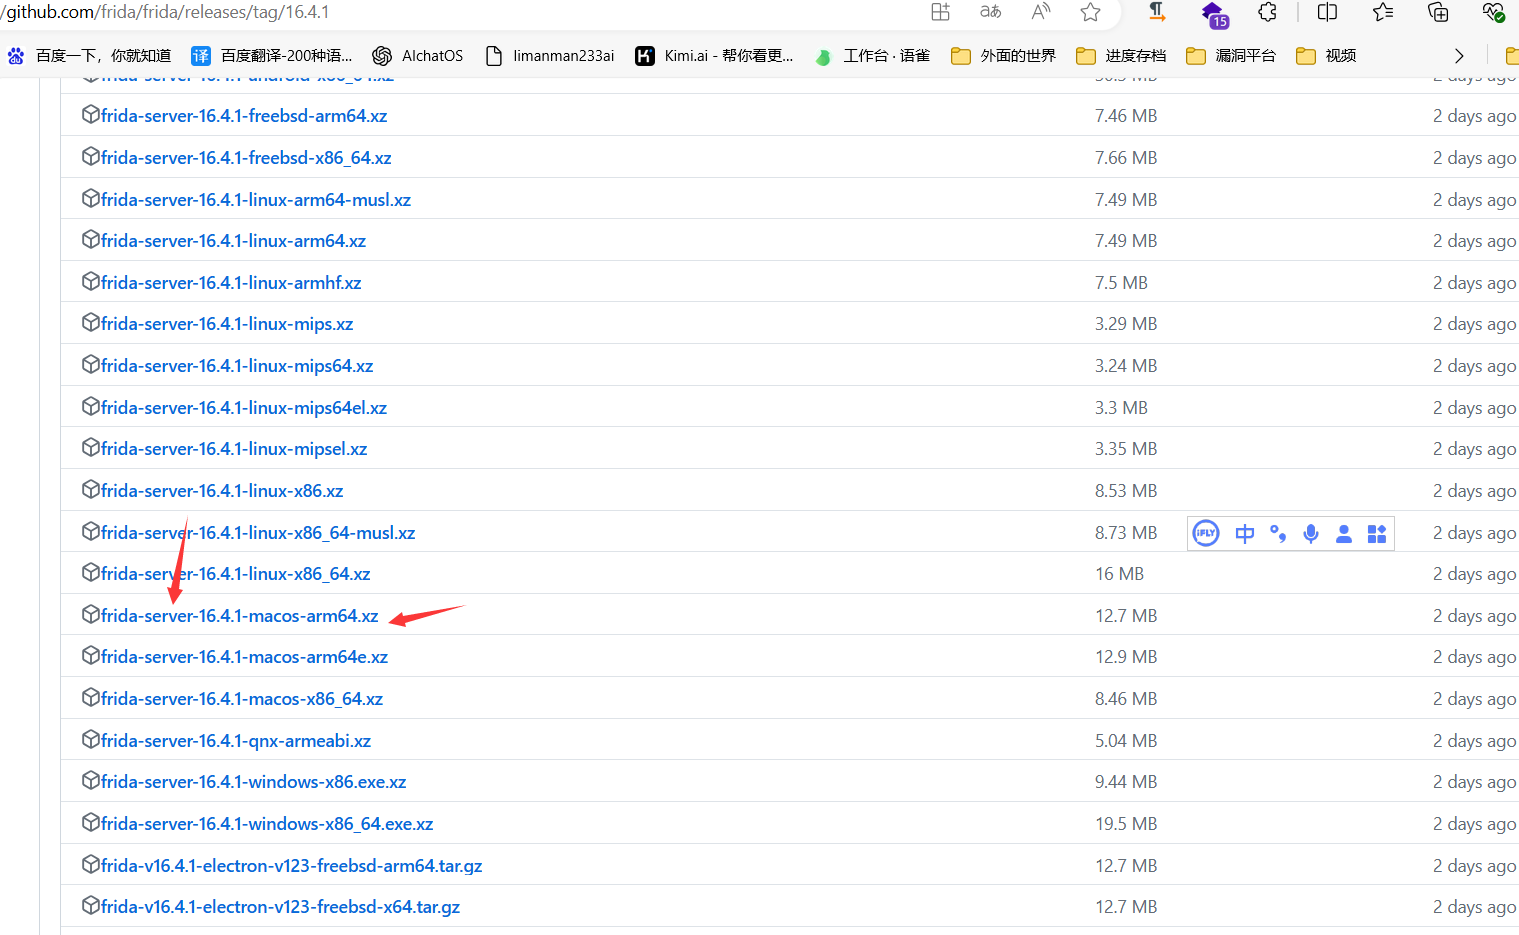 /github.com/frida/frida/releases/tag/16.4.1
15
百度一下，你就知道 译 百度翻译-200种语... AIchatOS limanman233ai Kimi.ai - 帮你看更... 工作台 · 语雀 外面的世界 进度存档 漏洞平台 视频
frida-server-16.4.1-android-x86_64.xz 2 days ago
frida-server-16.4.1-freebsd-arm64.xz 7.46 MB 2 days ago
frida-server-16.4.1-freebsd-x86_64.xz 7.66 MB 2 days ago
frida-server-16.4.1-linux-arm64-musl.xz 7.49 MB 2 days ago
frida-server-16.4.1-linux-arm64.xz 7.49 MB 2 days ago
frida-server-16.4.1-linux-armhf.xz 7.5 MB 2 days ago
frida-server-16.4.1-linux-mips.xz 3.29 MB 2 days ago
frida-server-16.4.1-linux-mips64.xz 3.24 MB 2 days ago
frida-server-16.4.1-linux-mips64el.xz 3.3 MB 2 days ago
frida-server-16.4.1-linux-mipsel.xz 3.35 MB 2 days ago
frida-server-16.4.1-linux-x86.xz 8.53 MB 2 days ago
frida-server-16.4.1-linux-x86_64-musl.xz 8.73 MB iFLY 中 2 days ago
frida-server-16.4.1-linux-x86_64.xz 16 MB 2 days ago
frida-server-16.4.1-macos-arm64.xz 12.7 MB 2 days ago
frida-server-16.4.1-macos-arm64e.xz 12.9 MB 2 days ago
frida-server-16.4.1-macos-x86_64.xz 8.46 MB 2 days ago
frida-server-16.4.1-qnx-armeabi.xz 5.04 MB 2 days ago
frida-server-16.4.1-windows-x86.exe.xz 9.44 MB 2 days ago
frida-server-16.4.1-windows-x86_64.exe.xz 19.5 MB 2 days ago
frida-v16.4.1-electron-v123-freebsd-arm64.tar.gz 12.7 MB 2 days ago
frida-v16.4.1-electron-v123-freebsd-x64.tar.gz 12.7 MB 2 days ago